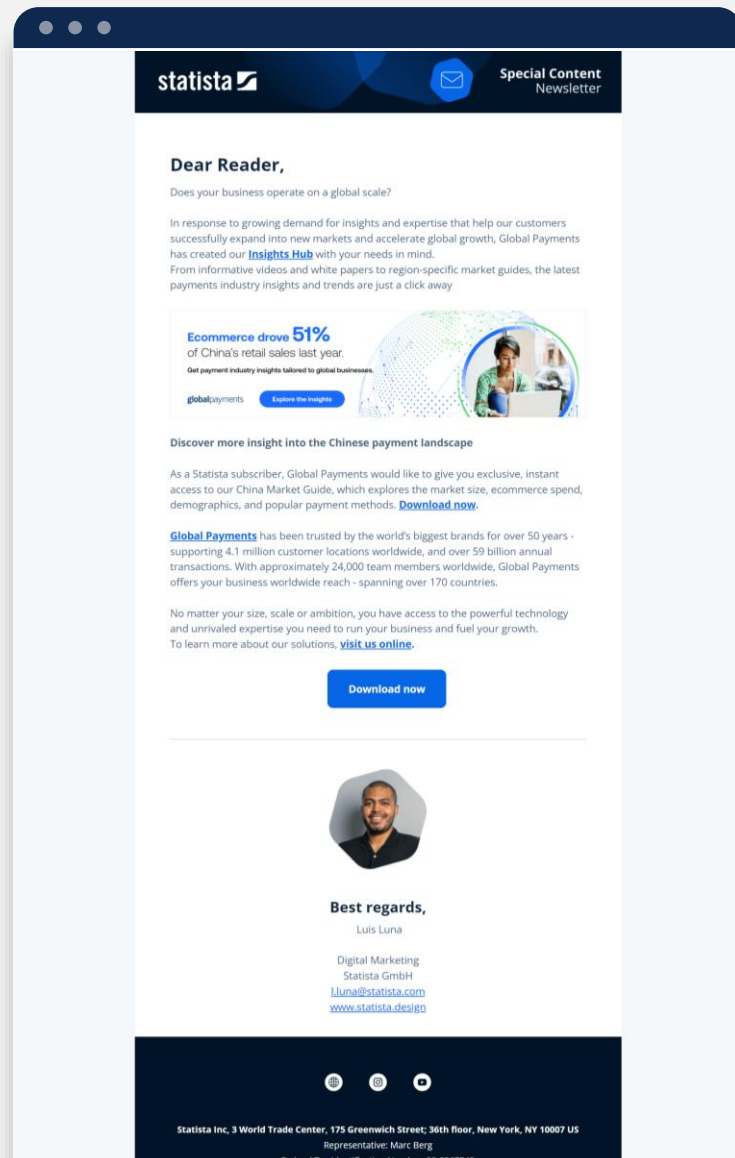 statista
Special Content
Newsletter
Dear Reader,
Does your business operate on a global scale?
In response to growing demand for insights and expertise that help our customers
successfully expand into new markets and accelerate global growth, Global Payments
has created our Insights Hub with your needs in mind.
From informative videos and white papers to region-specific market guides, the latest
payments industry insights and trends are just a click away
Ecommerce drove 51%
of China's retail sales last year.
Get payment industry insights tailored to global businesses.
globalpayments
Explore the insights
Discover more insight into the Chinese payment landscape
As a Statista subscriber, Global Payments would like to give you exclusive, instant
access to our China Market Guide, which explores the market size, ecommerce spend,
demographics, and popular payment methods. Download now.
Global Payments has been trusted by the world's biggest brands for over 50 years -
supporting 4.1 million customer locations worldwide, and over 59 billion annual
transactions. With approximately 24,000 team members worldwide, Global Payments
offers your business worldwide reach - spanning over 170 countries.
No matter your size, scale or ambition, you have access to the powerful technology
and unrivaled expertise you need to run your business and fuel your growth.
To learn more about our solutions, visit us online.
Download now
Best regards,
Luis Luna
Digital Marketing
Statista GmbH
l.luna@statista.com
www.statista.design
Statista Inc, 3 World Trade Center, 175 Greenwich Street; 36th floor, New York, NY 10007 US
Representative: Marc Berg